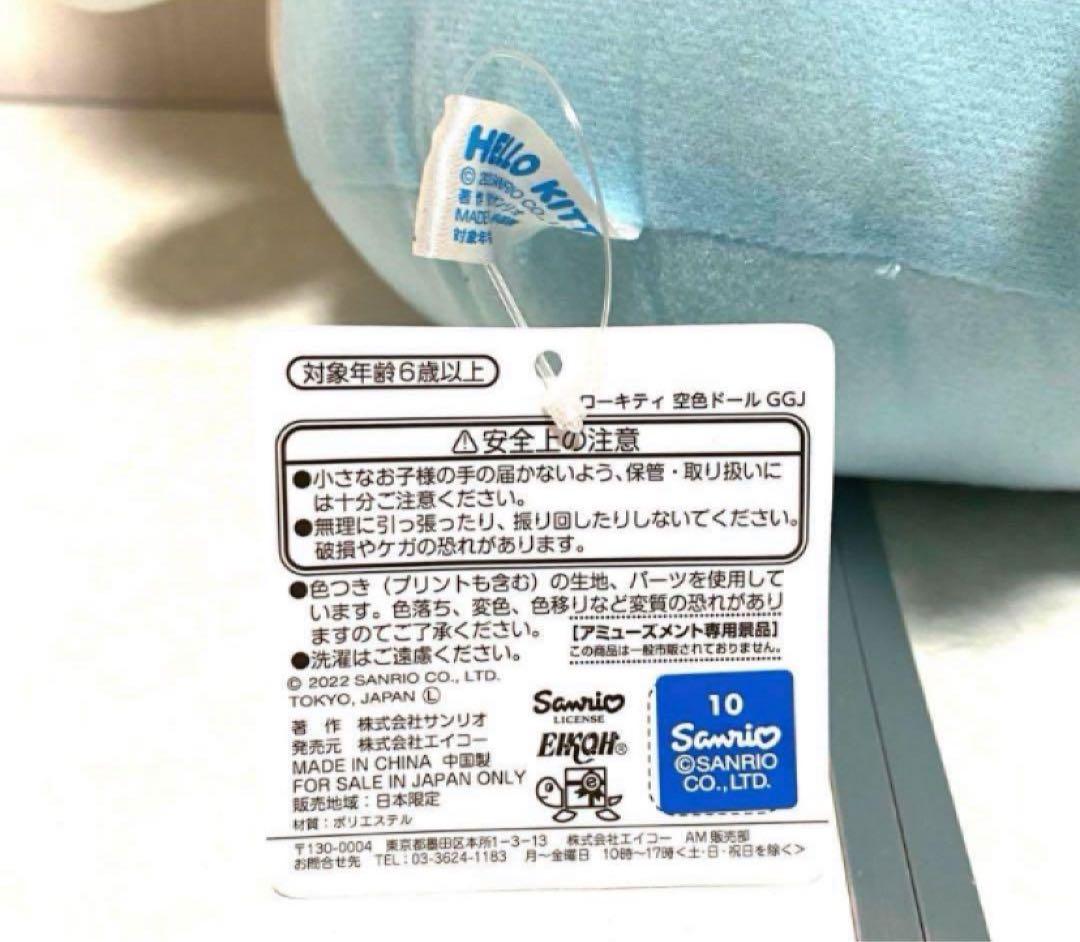 HELLO KITT
© 2022 SANRIO CO.,
MADE
対象年
対象年齢6歳以上
ローキティ 空色ドール GGJ
⚠安全上の注意
●小さなお子様の手の届かないよう、保管・取り扱いに
は十分ご注意ください。
●無理に引っ張ったり、振り回したりしないでください。
破損やケガの恐れがあります。
●色つき（プリントも含む）の生地、パーツを使用して
います。色落ち、変色、色移りなど変質の恐れがあり
ますのでご了承ください。
【アミューズメント専用景品】
この商品は一般市販されておりません。
●洗濯はご遠慮ください。
© 2022 SANRIO CO., LTD.
TOKYO, JAPAN Ⓛ
著 作 株式会社サンリオ
発売元 株式会社エイコー
MADE IN CHINA 中国製
FOR SALE IN JAPAN ONLY
販売地域：日本限定
材質：ポリエステル
Sanrio
LICENSE
EIKOH®
e
10
Sanrio
©SANRIO
CO.,LTD.
〒130-0004 東京都墨田区本所1-3-13 株式会社エイコー AM販売部
お問合せ先 TEL：03-3624-1183 月〜金曜日 10時〜17時<土・日・祝日を除く>